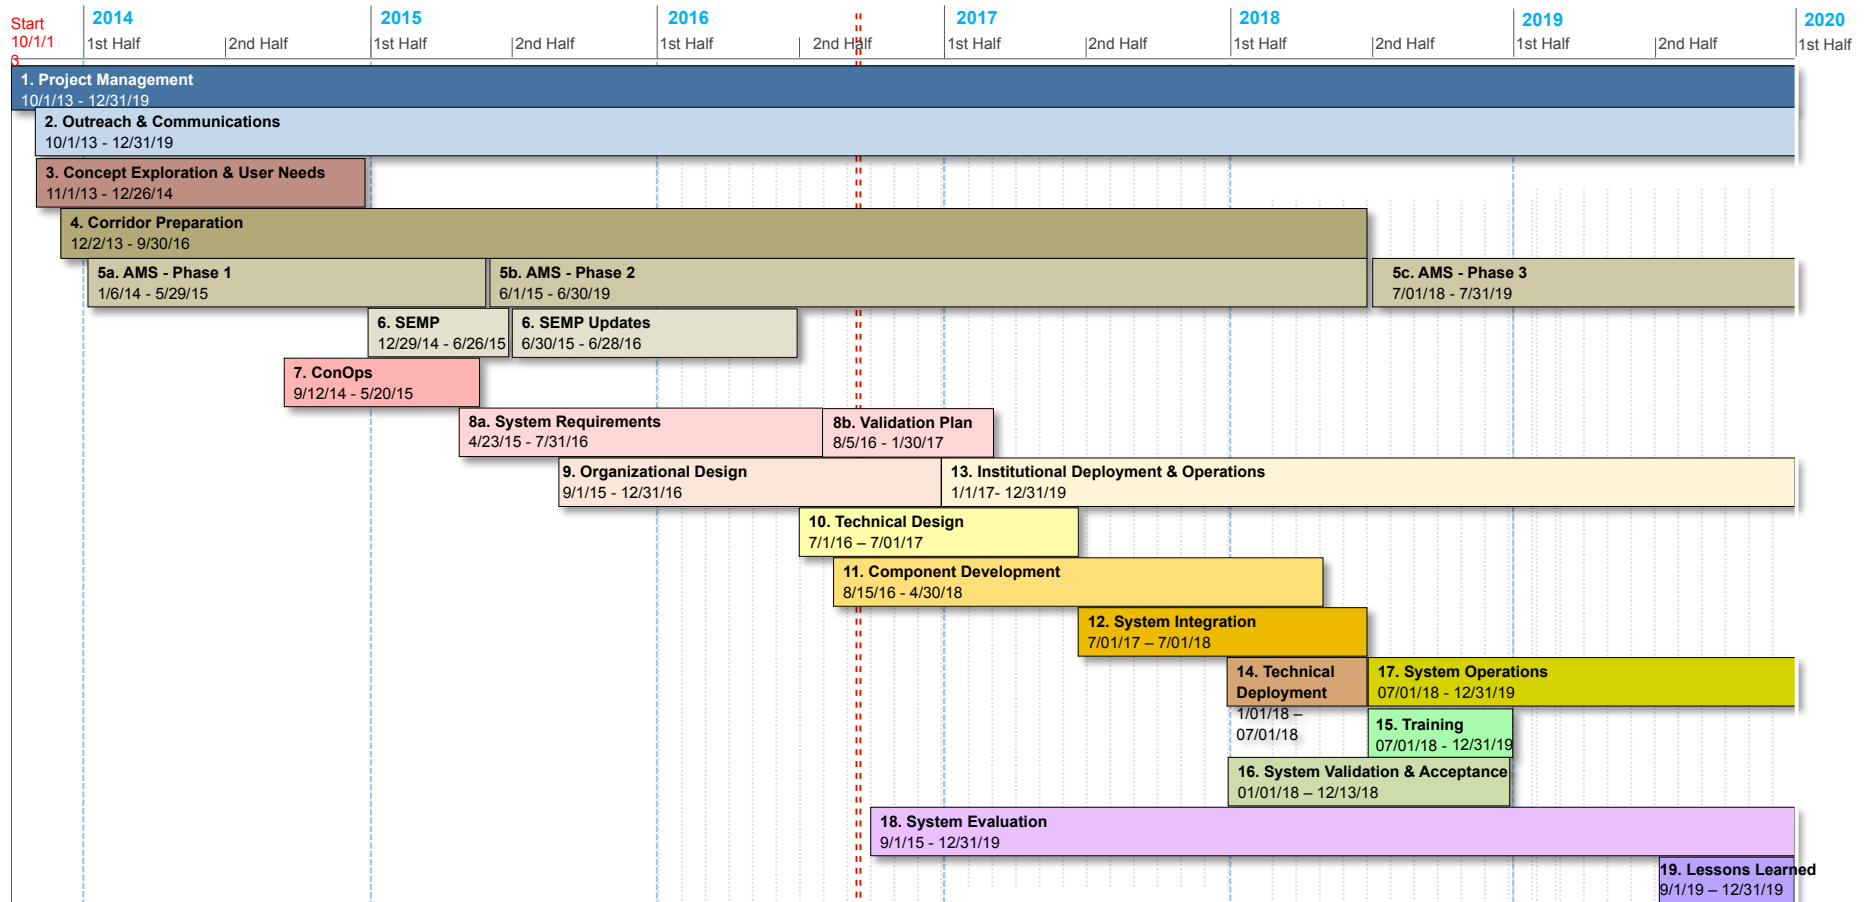 Start
10/1/1
3
2014
2015
2016
2017
2018
2019
2020
1st Half
2nd Half
1st Half
2nd Half
1st Half
2nd Half
1st Half
2nd Half
1st Half
2nd Half
1st Half
2nd Half
1st Half
1. Project Management
10/1/13 - 12/31/19
2. Outreach & Communications
10/1/13 - 12/31/19
3. Concept Exploration & User Needs
11/1/13 - 12/26/14
4. Corridor Preparation
12/2/13 - 9/30/16
5a. AMS - Phase 1
1/6/14 - 5/29/15
5b. AMS - Phase 2
6/1/15 - 6/30/19
5c. AMS - Phase 3
7/01/18 - 7/31/19
6. SEMP
12/29/14 - 6/26/15
6. SEMP Updates
6/30/15 - 6/28/16
7. ConOps
9/12/14 - 5/20/15
8a. System Requirements
4/23/15 - 7/31/16
8b. Validation Plan
8/5/16 - 1/30/17
9. Organizational Design
9/1/15 - 12/31/16
13. Institutional Deployment & Operations
1/1/17- 12/31/19
10. Technical Design
7/1/16 – 7/01/17
11. Component Development
8/15/16 - 4/30/18
12. System Integration
7/01/17 – 7/01/18
14. Technical
Deployment
1/01/18 –
07/01/18
17. System Operations
07/01/18 - 12/31/19
15. Training
07/01/18 - 12/31/19
16. System Validation & Acceptance
01/01/18 – 12/13/18
18. System Evaluation
9/1/15 - 12/31/19
19. Lessons Learned
9/1/19 – 12/31/19